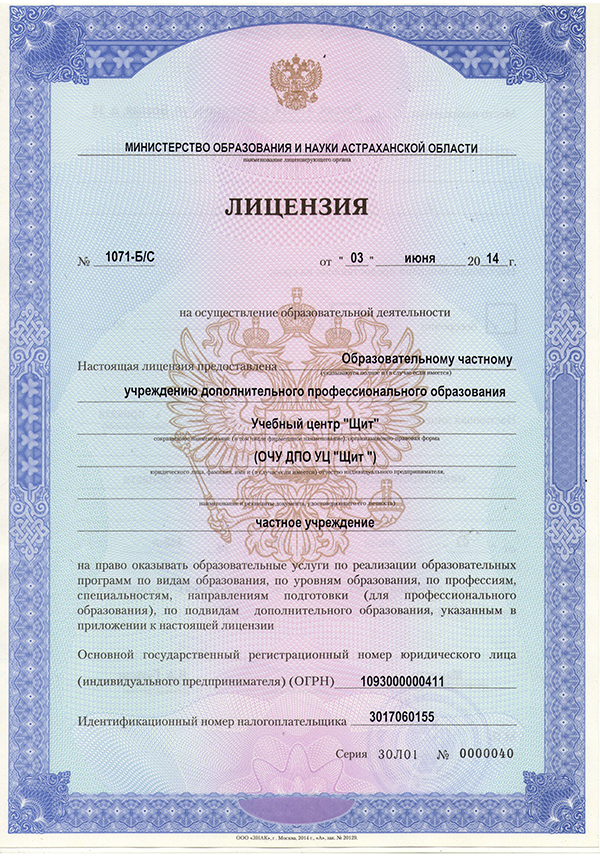 МИНИСТЕРСТВО ОБРАЗОВАНИЯ И НАУКИ АСТРАХАНСКОЙ ОБЛАСТИ
наименование лицензирующего органа
ЛИЦЕНЗИЯ
№ 1071-Б/С от "03" июня 2014 г.
на осуществление образовательной деятельности
Настоящая лицензия предоставлена Образовательному частному
(указываются полное и (в случае если имеется)
учреждению дополнительного профессионального образования
Учебный центр "Щит"
сокращённое наименование (в том числе фирменное наименование), организационно-правовая форма
(ОЧУ ДПО УЦ "Щит ")
юридического лица, фамилия, имя и (в случае если имеется) отчество индивидуального предпринимателя,
наименование и реквизиты документа, удостоверяющего его личность)
частное учреждение
на право оказывать образовательные услуги по реализации образовательных
программ по видам образования, по уровням образования, по профессиям,
специальностям, направлениям подготовки (для профессионального
образования), по подвидам дополнительного образования, указанным в
приложении к настоящей лицензии
Основной государственный регистрационный номер юридического лица
(индивидуального предпринимателя) (ОГРН) 1093000000411
Идентификационный номер налогоплательщика 3017060155
Серия 30Л01 № 0000040
ООО «ЗНАК», г. Москва, 2014 г., «А», зак. № 20129.